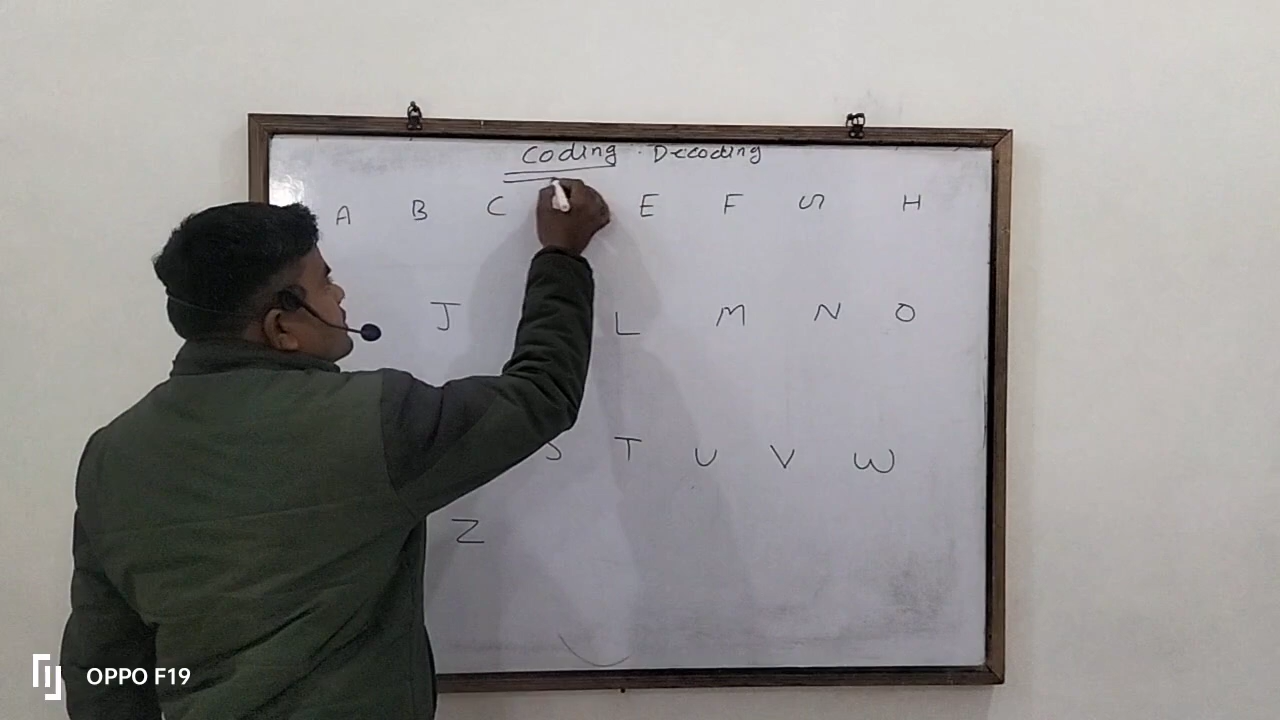 Coding . Decoding
A B C E F G H
J L M N O
S T U V W
Z
OPPO F19